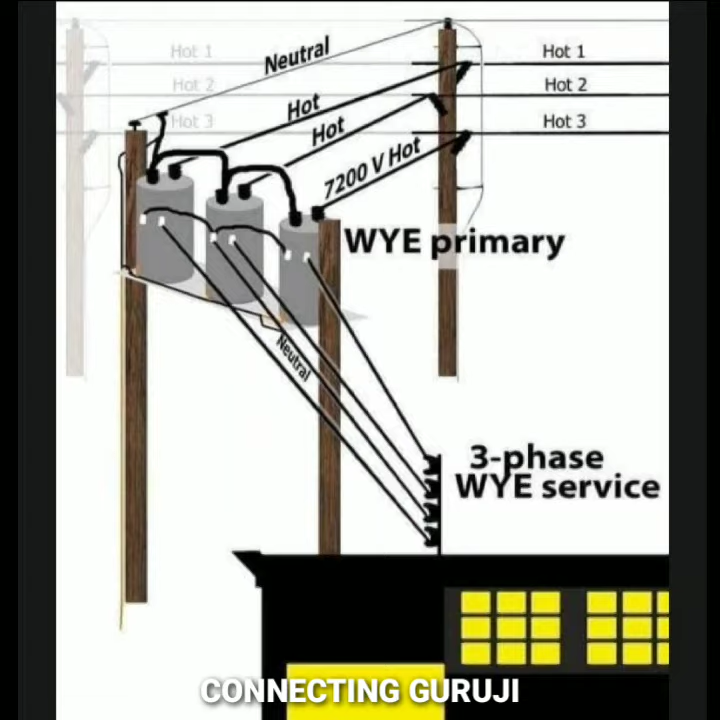 Neutral
Hot 1
Hot 1
Hot 2
Hot 2
Hot
Hot 3
Hot
Hot 3
7200 V Hot
WYE primary
Neutral
3-phase
WYE service
CONNECTING GURUJI